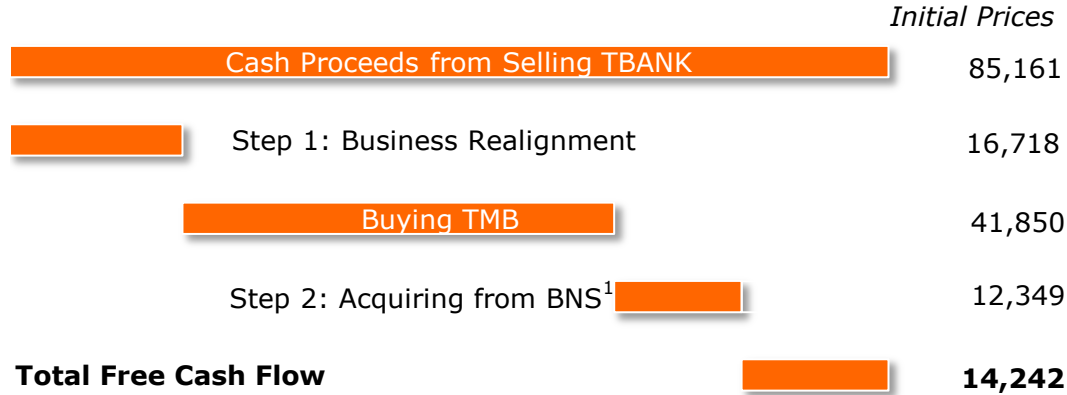 Initial Prices
Cash Proceeds from Selling TBANK 85,161
Step 1: Business Realignment 16,718
Buying TMB 41,850
Step 2: Acquiring from BNS¹ 12,349
Total Free Cash Flow 14,242